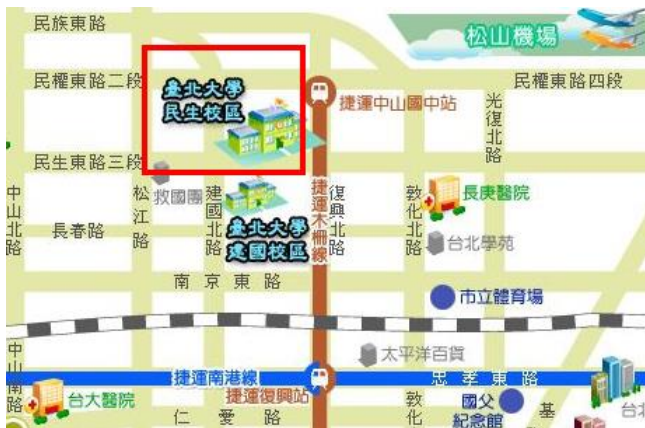 民族東路
松山機場
民權東路二段
臺北大學
民生校區
捷運中山國中站
民權東路四段
光復北路
民生東路三段
救國團
中山北路
松江路
建國北路
捷運木柵線
復興北路
敦化北路
長庚醫院
長春路
臺北大學
建國校區
台北學苑
南京東路
市立體育場
太平洋百貨
中山南路
捷運南港線
忠孝東路
捷運復興站
台大醫院
國父
紀念館
仁愛路
敦化
基
台北